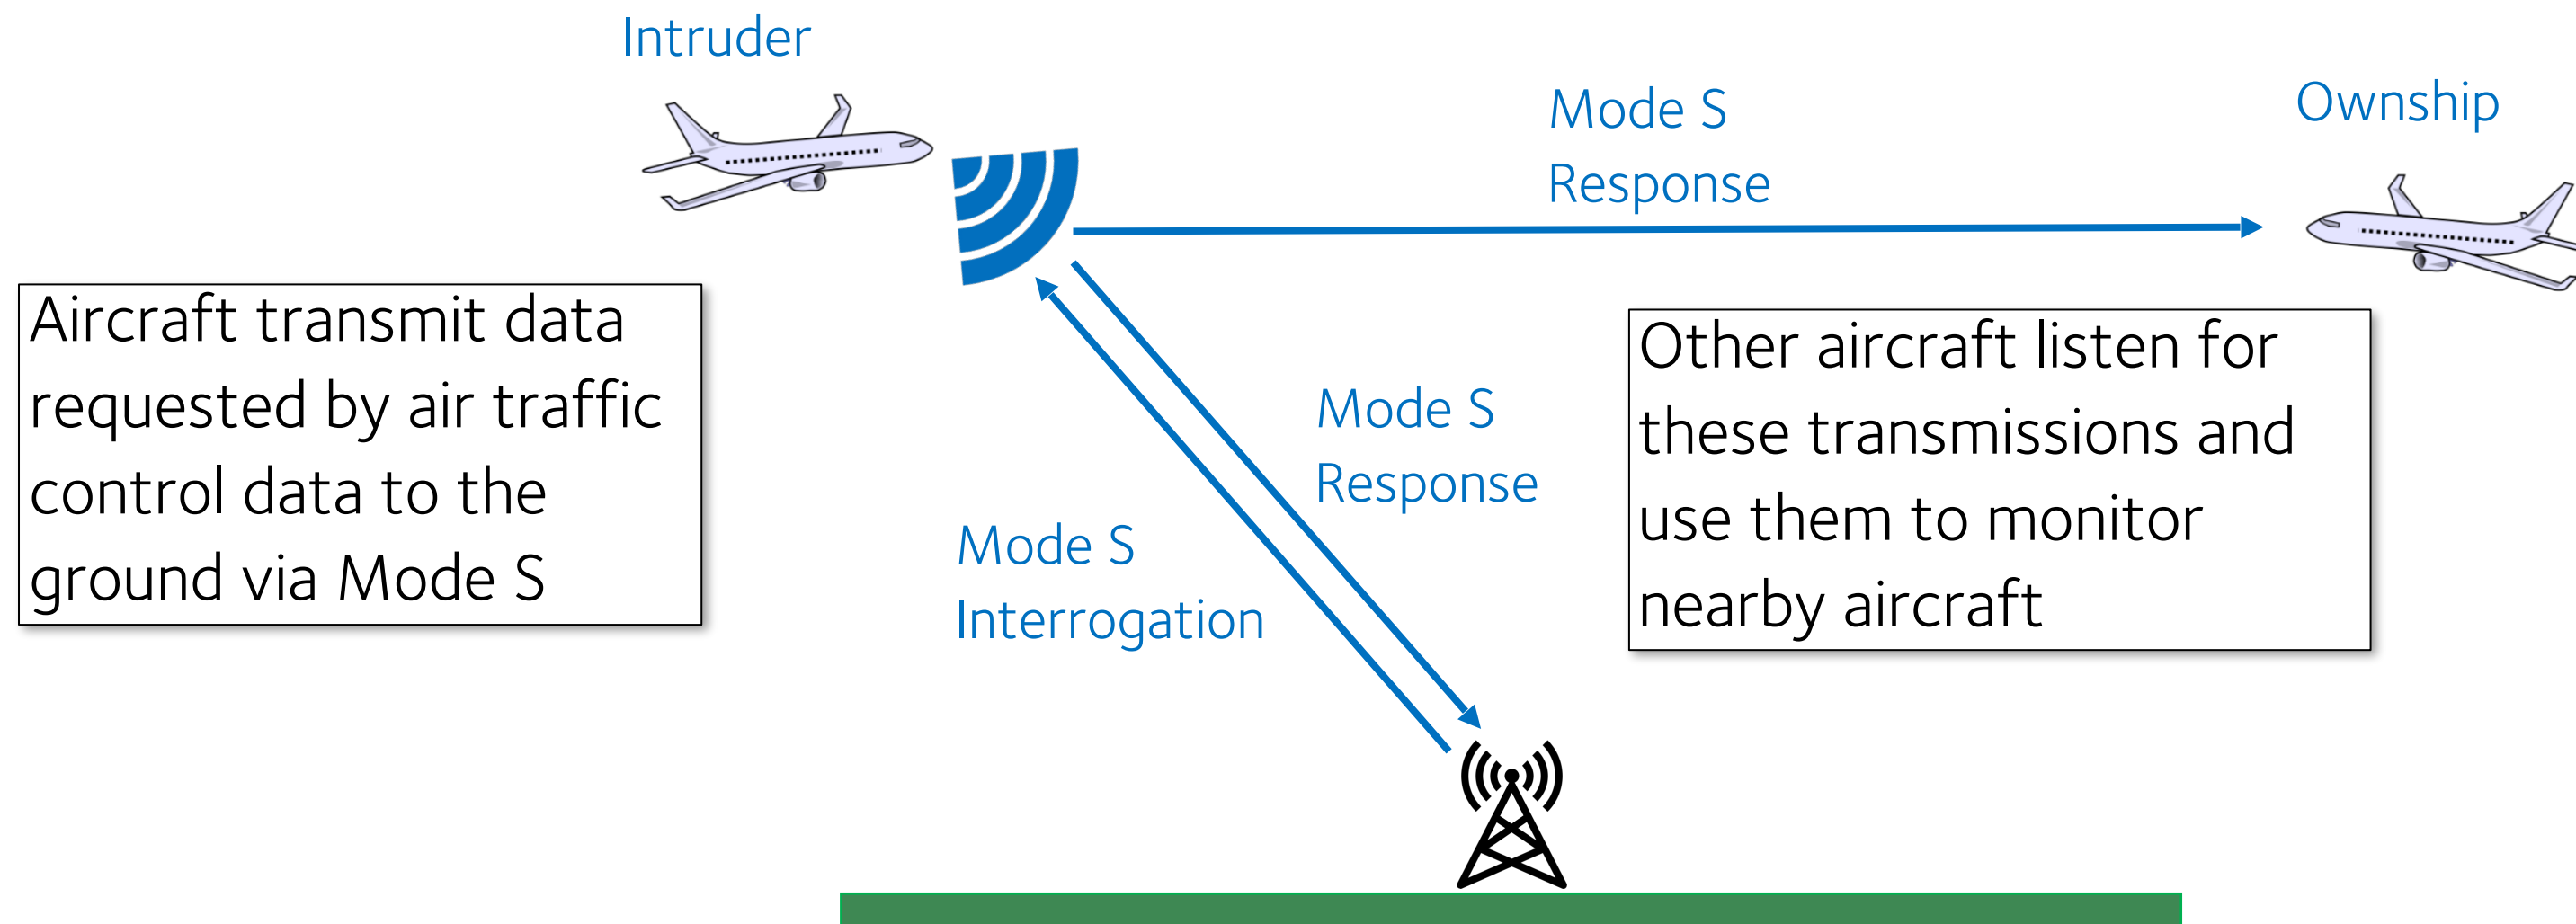 Intruder
Ownship
Mode S
Response
Aircraft transmit data
requested by air traffic
control data to the
ground via Mode S
Other aircraft listen for
these transmissions and
use them to monitor
nearby aircraft
Mode S
Response
Mode S
Interrogation